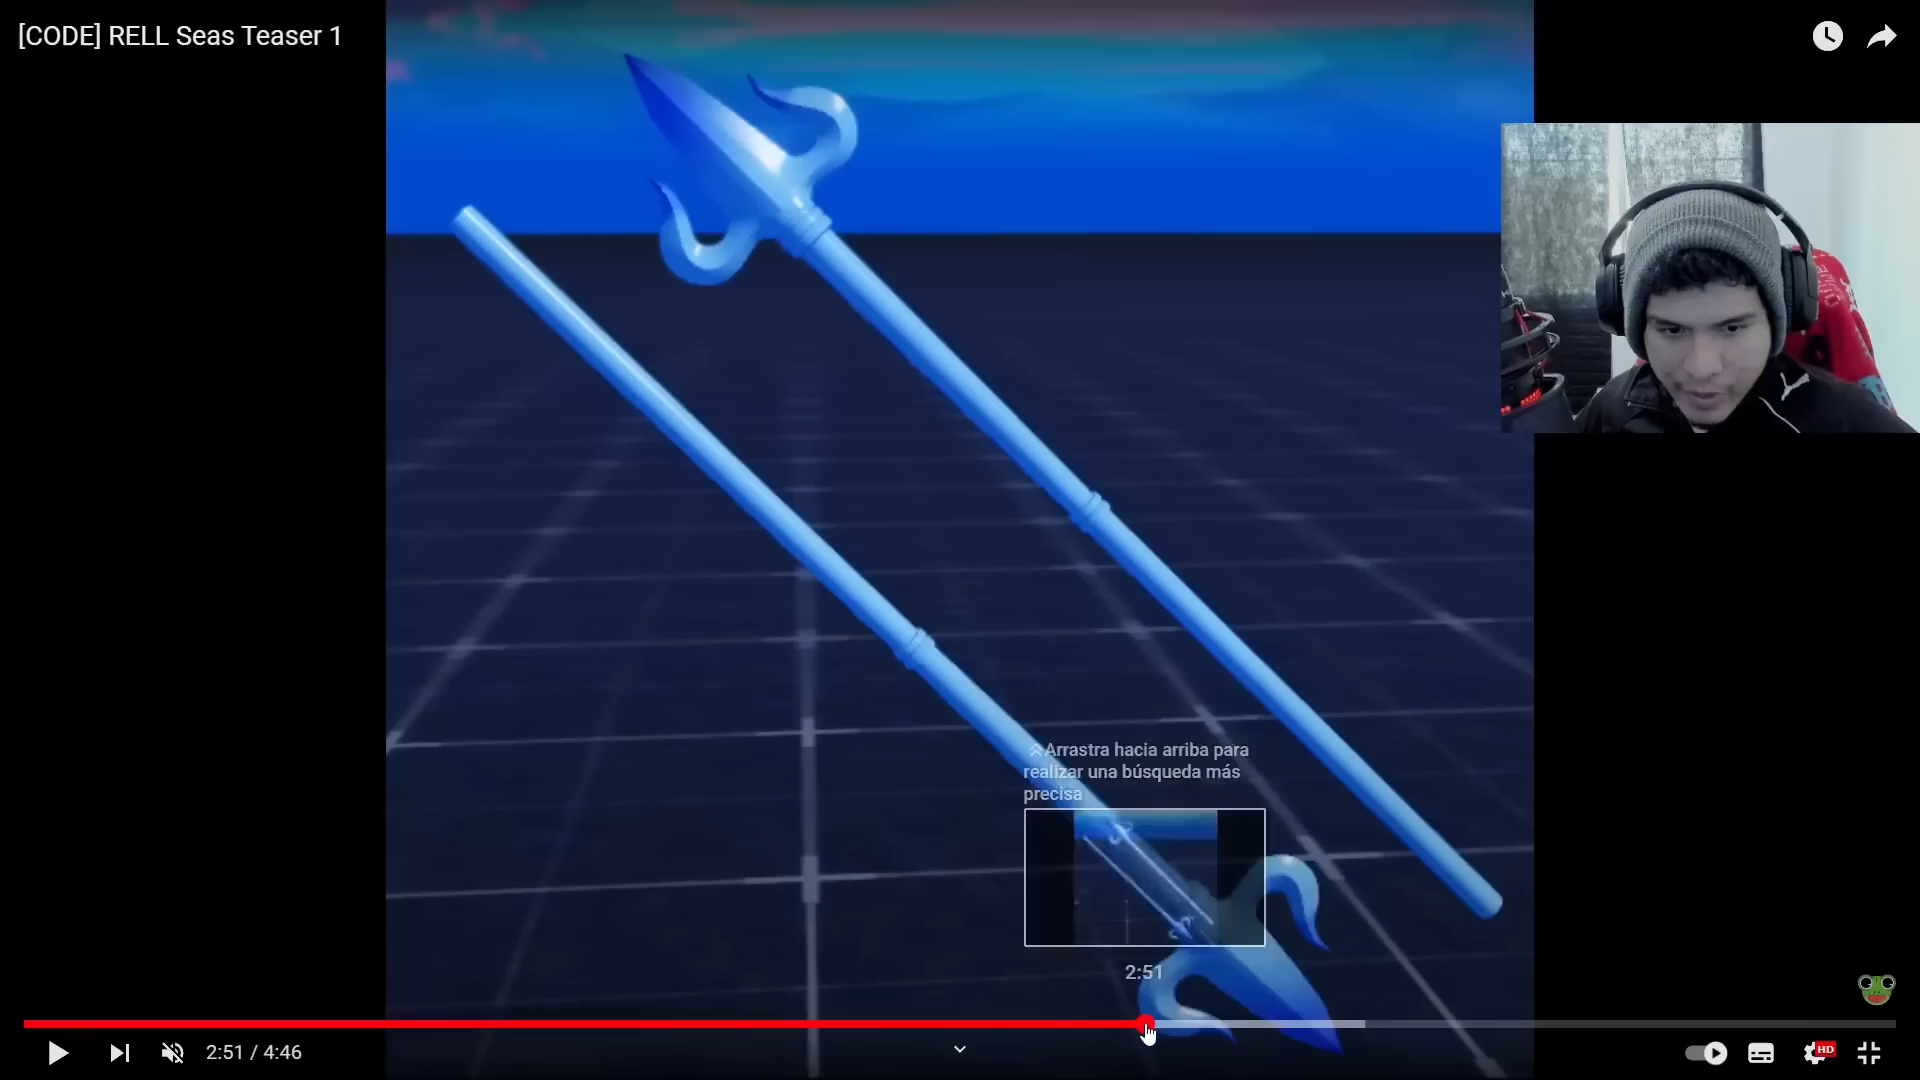 [CODE] RELL Seas Teaser 1
Arrastra hacia arriba para
realizar una búsqueda más
precisa
2:51
2:51 / 4:46
HD